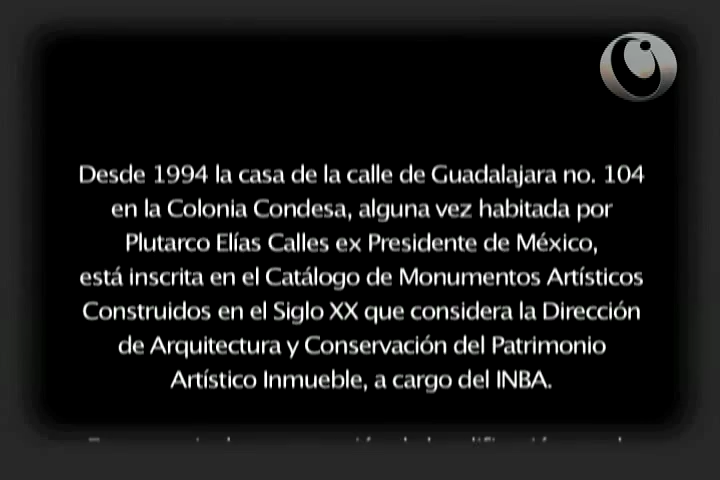 Desde 1994 la casa de la calle de Guadalajara no. 104
en la Colonia Condesa, alguna vez habitada por
Plutarco Elías Calles ex Presidente de México,
está inscrita en el Catálogo de Monumentos Artísticos
Construidos en el Siglo XX que considera la Dirección
de Arquitectura y Conservación del Patrimonio
Artístico Inmueble, a cargo del INBA.